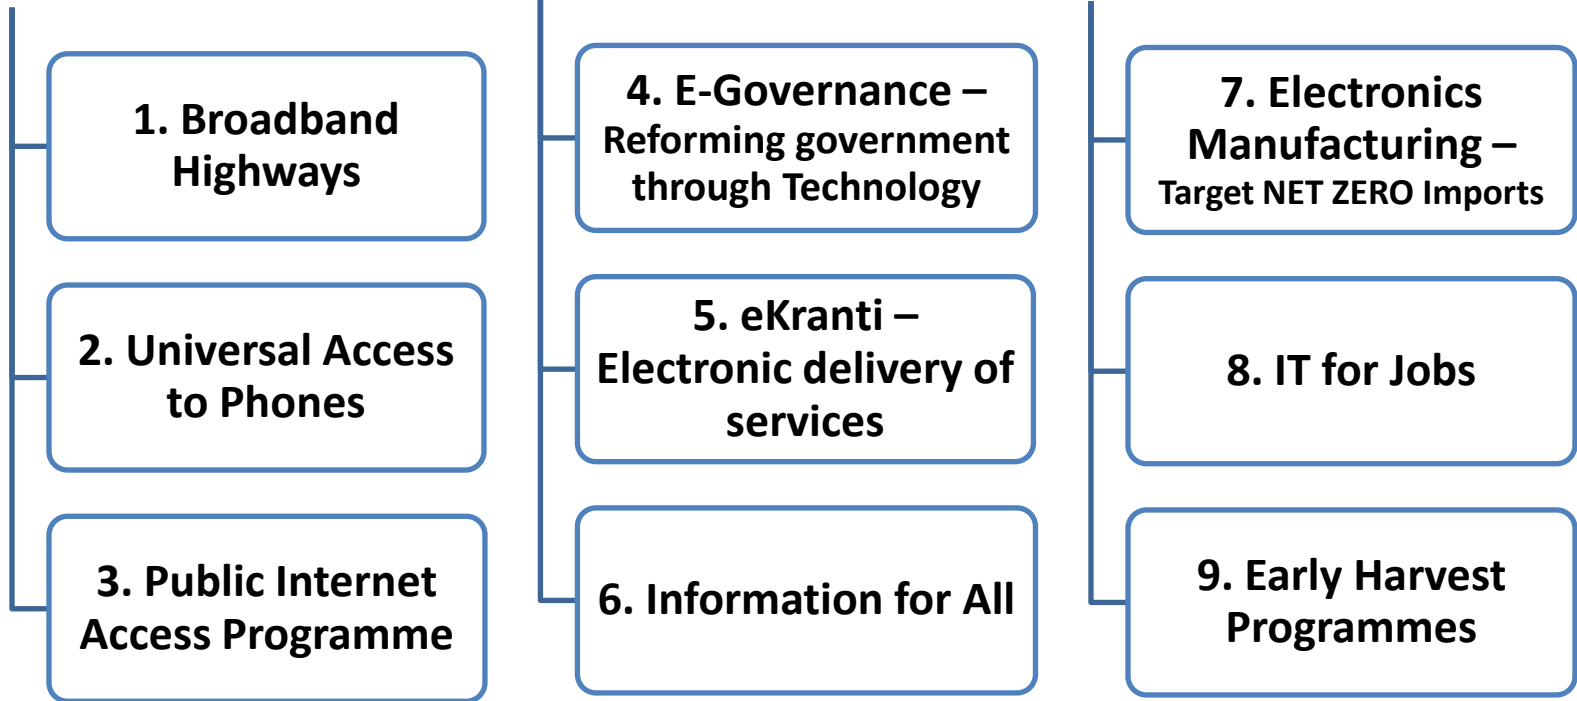 1. Broadband
Highways
2. Universal Access
to Phones
3. Public Internet
Access Programme
4. E-Governance –
Reforming government
through Technology
5. eKranti –
Electronic delivery of
services
6. Information for All
7. Electronics
Manufacturing –
Target NET ZERO Imports
8. IT for Jobs
9. Early Harvest
Programmes